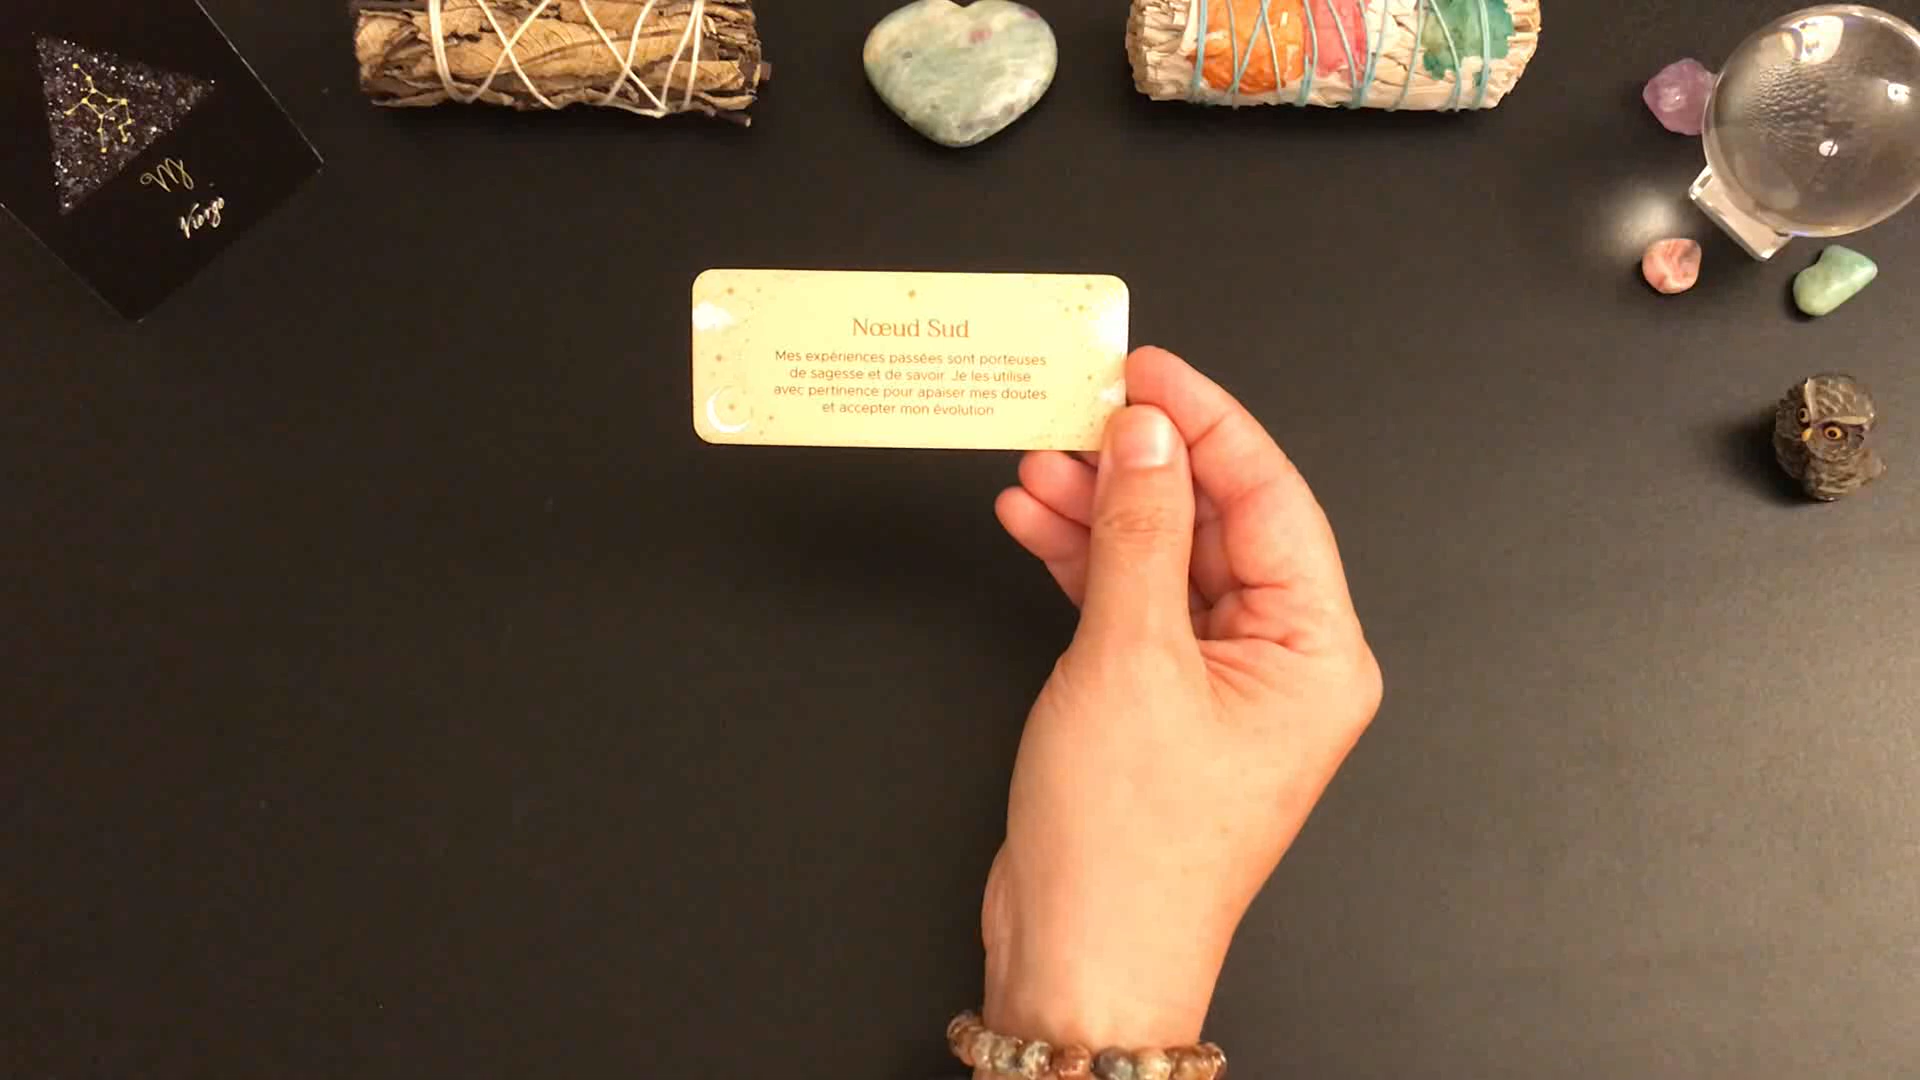 Vierge
Nœud Sud
Mes expériences passées sont porteuses
de sagesse et de savoir. Je les utilise
avec pertinence pour apaiser mes doutes
et accepter mon évolution